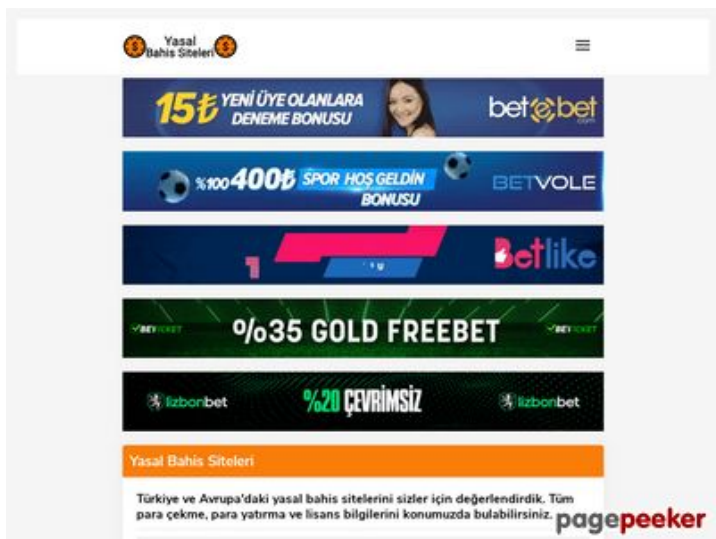 Yasal
Bahis Siteleri
15₺ YENİ ÜYE OLANLARA
DENEME BONUSU
betebet
.com
%100 400₺ SPOR HOŞ GELDİN
BONUSU
BETVOLE
1
Betlike
%35 GOLD FREEBET
lizbonbet
%20 ÇEVRİMSİZ
lizbonbet
Yasal Bahis Siteleri
Türkiye ve Avrupa'daki yasal bahis sitelerini sizler için değerlendirdik. Tüm
para çekme, para yatırma ve lisans bilgilerini konumuzda bulabilirsiniz.
pagepeeker